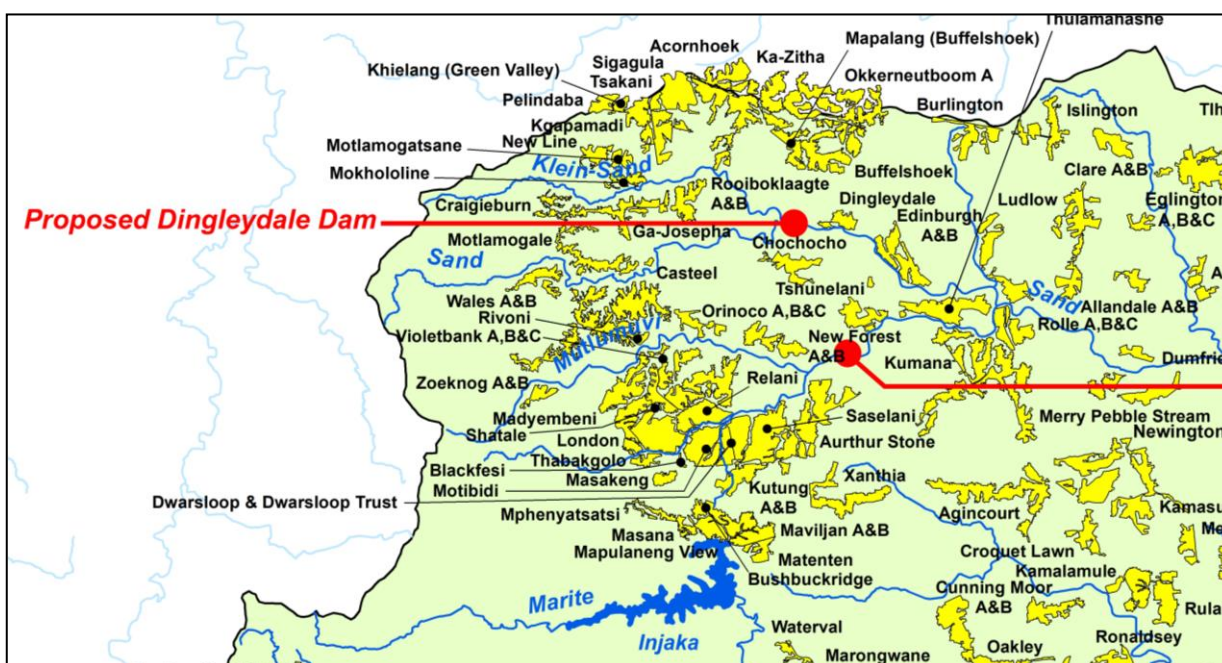 Thulamahashe
Acornhoek
Mapalang (Buffelshoek)
Ka-Zitha
Sigagula
Khielang (Green Valley)
Tsakani
Okkerneutboom A
Pelindaba
Burlington
Islington
Kgapamadi
New Line
Motlamogatsane
Klein-Sand
Mokhololine
Buffelshoek
Clare A&B
Rooiboklaagte
A&B
Craigieburn
Dingleydale
Ludlow
Eglington
A,B&C
Edinburgh
A&B
Proposed Dingleydale Dam
Ga-Josepha
Motlamogale
Chochocho
Sand
Casteel
Tshunelani
Sand
Wales A&B
Rivoni
Orinoco A,B&C
Allandale A&B
Rolle A,B&C
Violetbank A,B&C
Mutlumuvi
New Forest
A&B
Kumana
Zoeknog A&B
Relani
Madyembeni
Shatale
Saselani
Merry Pebble Stream
Newington
London
Aurthur Stone
Thabakgolo
Blackfesi
Masakeng
Motibidi
Xanthia
Dwarsloop & Dwarsloop Trust
Kutung
A&B
Mphenyatsatsi
Agincourt
Masana
Maviljan A&B
Mapulaneng View
Matenten
Croquet Lawn
Bushbuckridge
Kamalamule
Cunning Moor
A&B
Marite
Injaka
Waterval
Marongwane
Oakley
Ronaldsey